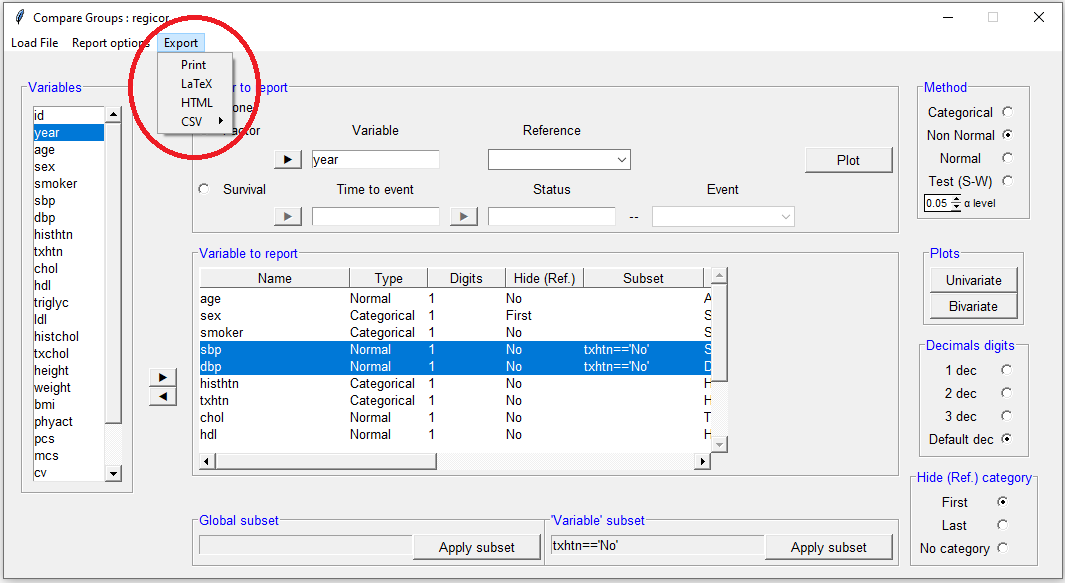 Compare Groups : regicor
Load File Report options Export
Print
LaTeX
HTML
CSV
Variables
id
year
age
sex
smoker
sbp
dbp
histhtn
txhtn
chol
hdl
triglyc
ldl
histchol
txchol
height
weight
bmi
phyact
pcs
mcs
cv
r to report
one
actor Variable Reference
year
Plot
Survival Time to event Status Event
--
Variable to report
Name Type Digits Hide (Ref.) Subset
age Normal 1 No A
sex Categorical 1 First S
smoker Categorical 1 No S
sbp Normal 1 No txhtn=='No' S
dbp Normal 1 No txhtn=='No' D
histhtn Categorical 1 No H
txhtn Categorical 1 No H
chol Normal 1 No T
hdl Normal 1 No H
Global subset
Apply subset
'Variable' subset
txhtn=='No' Apply subset
Method
Categorical
Non Normal
Normal
Test (S-W)
0.05 α level
Plots
Univariate
Bivariate
Decimals digits
1 dec
2 dec
3 dec
Default dec
Hide (Ref.) category
First
Last
No category